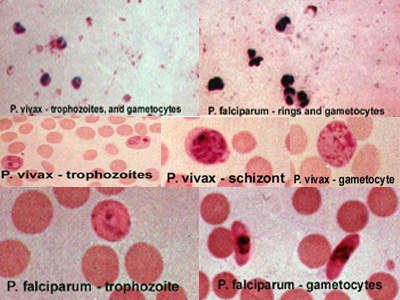 P. vivax - trophozoites, and gametocytes
P. falciparum - rings and gametocytes
P. vivax - trophozoites
P. vivax - schizont
P. vivax - gametocyte
P. falciparum - trophozoite
P. falciparum - gametocytes